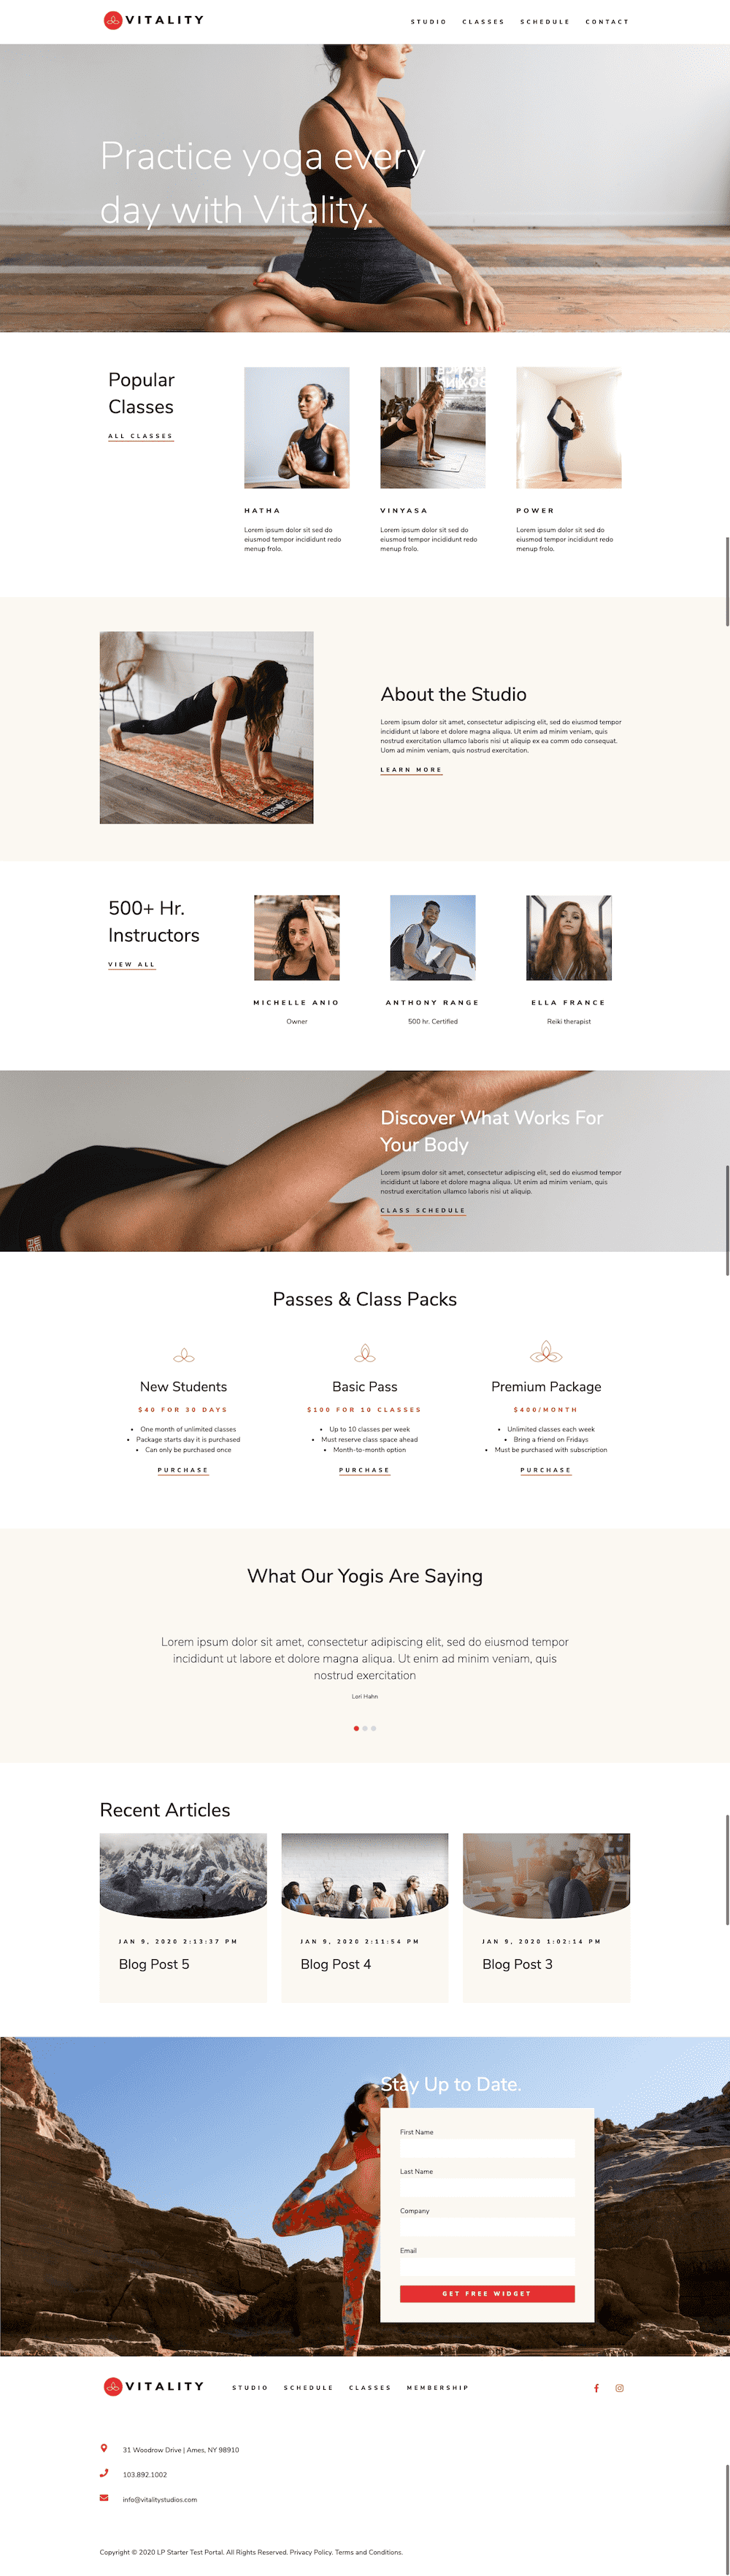 VITALITY
STUDIO CLASSES SCHEDULE CONTACT
Practice yoga every
day with Vitality.
Popular
Classes
ALL CLASSES
HATHA
Lorem ipsum dolor sit sed do
eiusmod tempor incididunt redo
menup frolo.
VINYASA
Lorem ipsum dolor sit sed do
eiusmod tempor incididunt redo
menup frolo.
POWER
Lorem ipsum dolor sit sed do
eiusmod tempor incididunt redo
menup frolo.
About the Studio
Lorem ipsum dolor sit amet, consectetur adipiscing elit, sed do eiusmod tempor
incididunt ut labore et dolore magna aliqua. Ut enim ad minim veniam, quis
nostrud exercitation ullamco laboris nisi ut aliquip ex ea comm odo consequat.
Uom ad minim veniam, quis nostrud exercitation.
LEARN MORE
500+ Hr.
Instructors
VIEW ALL
MICHELLE ANIO
Owner
ANTHONY RANGE
500 hr. Certified
ELLA FRANCE
Reiki therapist
Discover What Works For
Your Body
Lorem ipsum dolor sit amet, consectetur adipiscing elit, sed do eiusmod tempor
incididunt ut labore et dolore magna aliqua. Ut enim ad minim veniam, quis
nostrud exercitation ullamco laboris nisi ut aliquip.
CLASS SCHEDULE
Passes & Class Packs
New Students
$40 FOR 30 DAYS
• One month of unlimited classes
• Package starts day it is purchased
• Can only be purchased once
PURCHASE
Basic Pass
$100 FOR 10 CLASSES
• Up to 10 classes per week
• Must reserve class space ahead
• Month-to-month option
PURCHASE
Premium Package
$400/MONTH
• Unlimited classes each week
• Bring a friend on Fridays
• Must be purchased with subscription
PURCHASE
What Our Yogis Are Saying
Lorem ipsum dolor sit amet, consectetur adipiscing elit, sed do eiusmod tempor
incididunt ut labore et dolore magna aliqua. Ut enim ad minim veniam, quis
nostrud exercitation
Lori Hahn
Recent Articles
JAN 9, 2020 2:13:37 PM
Blog Post 5
JAN 9, 2020 2:11:54 PM
Blog Post 4
JAN 9, 2020 1:02:14 PM
Blog Post 3
Stay Up to Date.
First Name
Last Name
Company
Email
GET FREE WIDGET
VITALITY
STUDIO SCHEDULE CLASSES MEMBERSHIP
31 Woodrow Drive | Ames, NY 98910
103.892.1002
info@vitalitystudios.com
Copyright © 2020 LP Starter Test Portal. All Rights Reserved. Privacy Policy. Terms and Conditions.